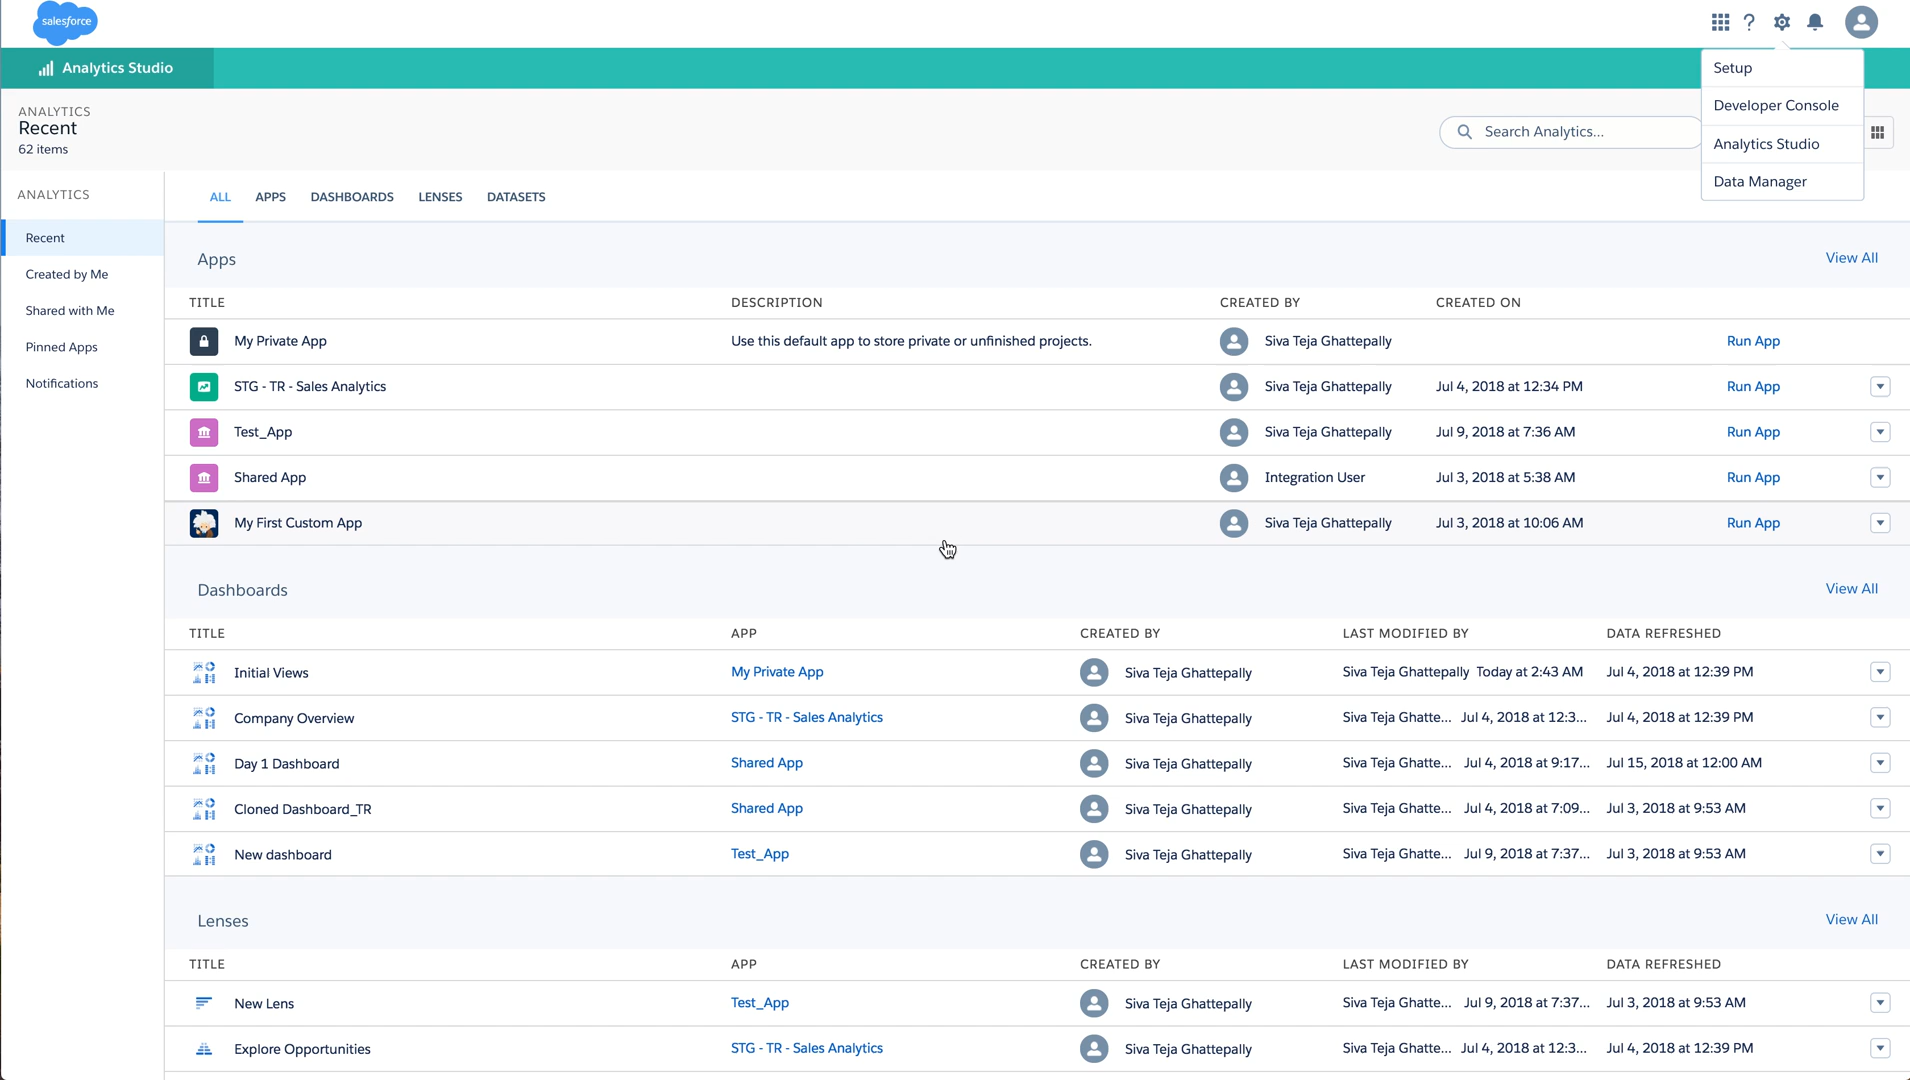 salesforce
Analytics Studio
Setup
Developer Console
Analytics Studio
Data Manager
ANALYTICS
Recent
62 items
Search Analytics...
ANALYTICS
Recent
Created by Me
Shared with Me
Pinned Apps
Notifications
ALL APPS DASHBOARDS LENSES DATASETS
Apps View All
TITLE DESCRIPTION CREATED BY CREATED ON
My Private App Use this default app to store private or unfinished projects. Siva Teja Ghattepally Run App
STG - TR - Sales Analytics Siva Teja Ghattepally Jul 4, 2018 at 12:34 PM Run App
Test_App Siva Teja Ghattepally Jul 9, 2018 at 7:36 AM Run App
Shared App Integration User Jul 3, 2018 at 5:38 AM Run App
My First Custom App Siva Teja Ghattepally Jul 3, 2018 at 10:06 AM Run App
Dashboards View All
TITLE APP CREATED BY LAST MODIFIED BY DATA REFRESHED
Initial Views My Private App Siva Teja Ghattepally Siva Teja Ghattepally Today at 2:43 AM Jul 4, 2018 at 12:39 PM
Company Overview STG - TR - Sales Analytics Siva Teja Ghattepally Siva Teja Ghatte... Jul 4, 2018 at 12:3... Jul 4, 2018 at 12:39 PM
Day 1 Dashboard Shared App Siva Teja Ghattepally Siva Teja Ghatte... Jul 4, 2018 at 9:17... Jul 15, 2018 at 12:00 AM
Cloned Dashboard_TR Shared App Siva Teja Ghattepally Siva Teja Ghatte... Jul 4, 2018 at 7:09... Jul 3, 2018 at 9:53 AM
New dashboard Test_App Siva Teja Ghattepally Siva Teja Ghatte... Jul 9, 2018 at 7:37... Jul 3, 2018 at 9:53 AM
Lenses View All
TITLE APP CREATED BY LAST MODIFIED BY DATA REFRESHED
New Lens Test_App Siva Teja Ghattepally Siva Teja Ghatte... Jul 9, 2018 at 7:37... Jul 3, 2018 at 9:53 AM
Explore Opportunities STG - TR - Sales Analytics Siva Teja Ghattepally Siva Teja Ghatte... Jul 4, 2018 at 12:3... Jul 4, 2018 at 12:39 PM